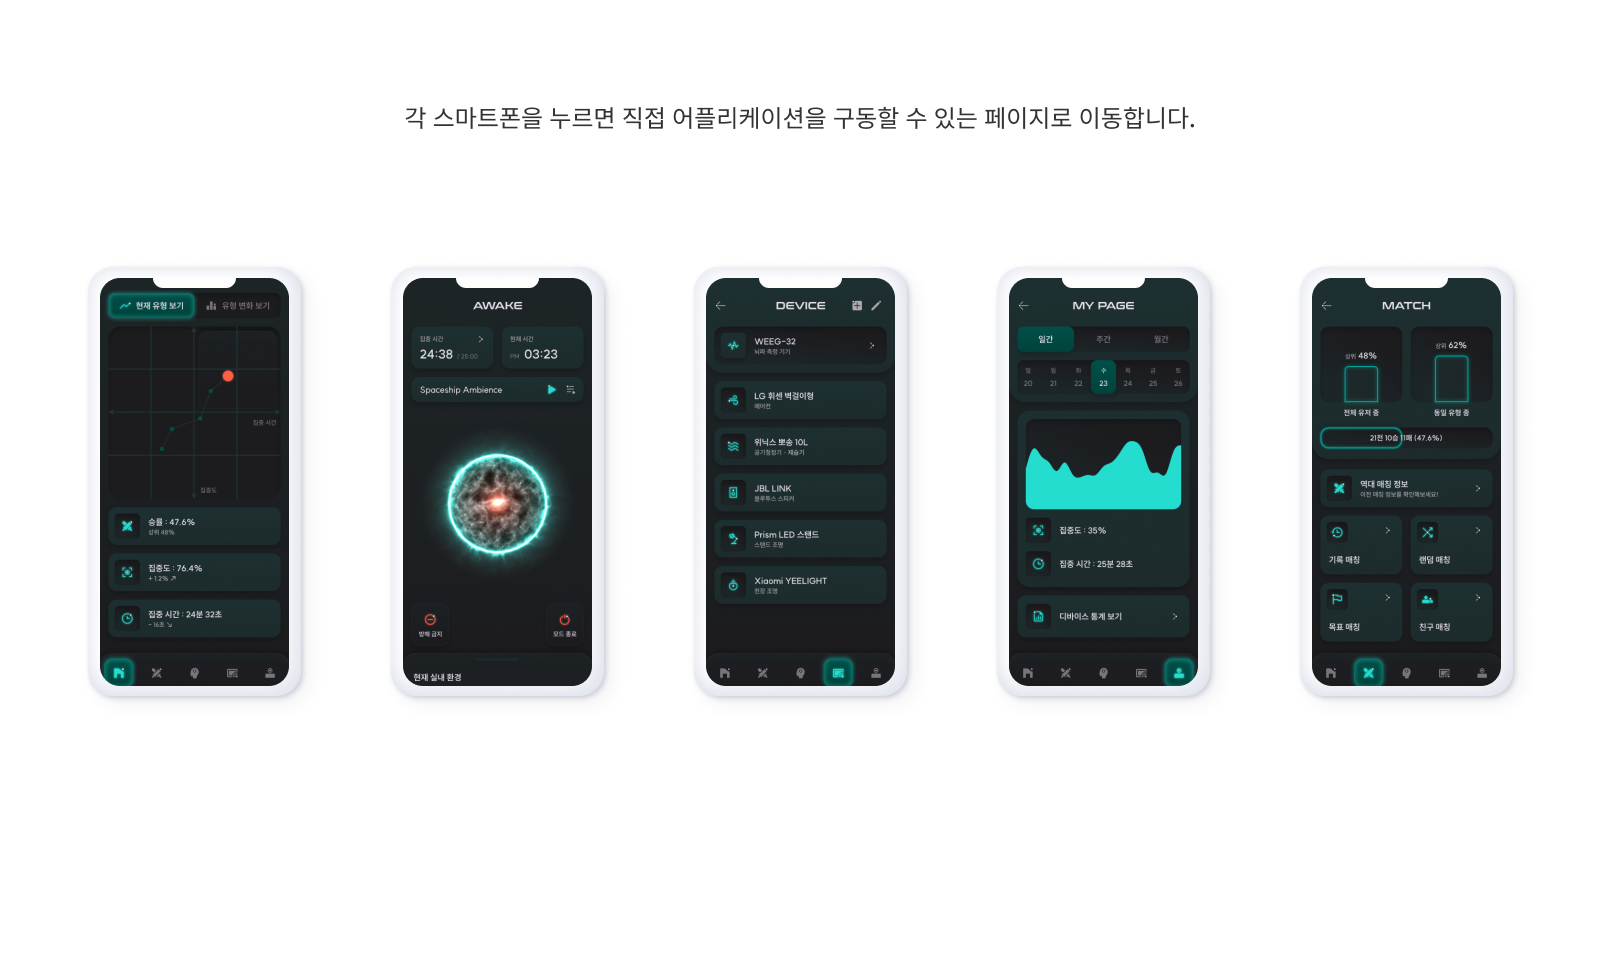 각 스마트폰을 누르면 직접 어플리케이션을 구동할 수 있는 페이지로 이동합니다.
현재 유형 보기
유형 변화 보기
집중 시간
집중도
승률 : 47.6%
상위 48%
집중도 : 76.4%
+ 1.2% ↗
집중 시간 : 24분 32초
- 16초 ↘
AWAKE
집중 시간
24:38 / 25:00
현재 시간
PM 03:23
Spaceship Ambience
방해 금지
모드 종료
현재 실내 환경
DEVICE
WEEG-32
뇌파 측정 기기
LG 휘센 벽걸이형
에어컨
위닉스 뽀송 10L
공기청정기 · 제습기
JBL LINK
블루투스 스피커
Prism LED 스탠드
스탠드 조명
Xiaomi YEELIGHT
천장 조명
MY PAGE
일간
주간
월간
일 월 화 수 목 금 토
20 21 22 23 24 25 26
집중도 : 35%
집중 시간 : 25분 28초
디바이스 통계 보기
MATCH
상위 48%
상위 62%
전체 유저 중
동일 유형 중
21전 10승 11패 (47.6%)
역대 매칭 정보
이전 매칭 정보를 확인해보세요!
기록 매칭
랜덤 매칭
목표 매칭
친구 매칭